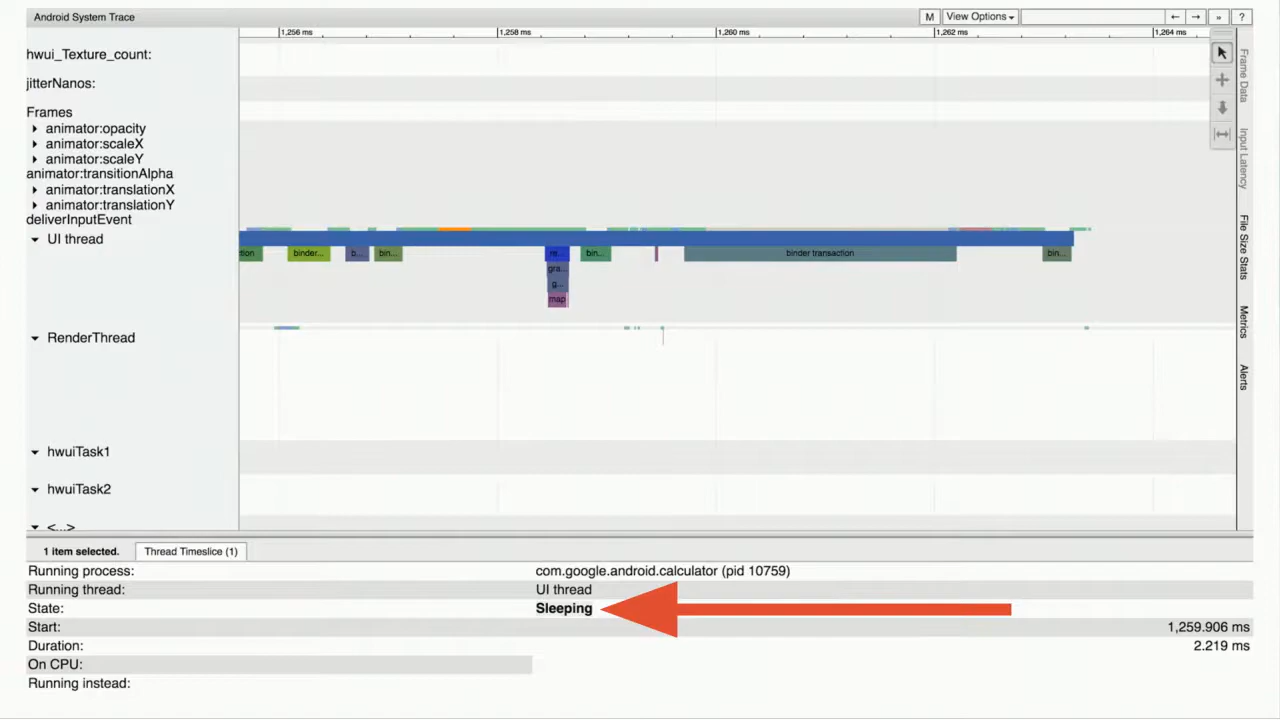 Android System Trace
M
View Options
←
→
»
?
1,256 ms
1,258 ms
1,260 ms
1,262 ms
1,264 ms
hwui_Texture_count:
jitterNanos:
Frames
animator:opacity
animator:scaleX
animator:scaleY
animator:transitionAlpha
animator:translationX
animator:translationY
deliverInputEvent
UI thread
tion
binder...
b...
bin...
re...
bin...
binder transaction
bin...
gra...
g...
map
RenderThread
hwuiTask1
hwuiTask2
<...>
Frame Data
Input Latency
File Size Stats
Metrics
Alerts
1 item selected.
Thread Timeslice (1)
Running process:
com.google.android.calculator (pid 10759)
Running thread:
UI thread
State:
Sleeping
Start:
1,259.906 ms
Duration:
2.219 ms
On CPU:
Running instead: